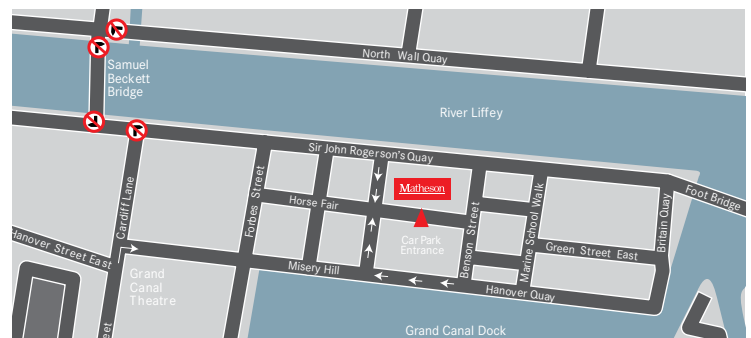 North Wall Quay
Samuel
Beckett
Bridge
River Liffey
Sir John Rogerson's Quay
Matheson
Foot Bridge
Cardiff Lane
Forbes Street
Horse Fair
Benson Street
Marine School Walk
Britain Quay
Car Park
Entrance
Green Street East
Hanover Street East
Misery Hill
Grand
Canal
Theatre
Hanover Quay
Grand Canal Dock
eet